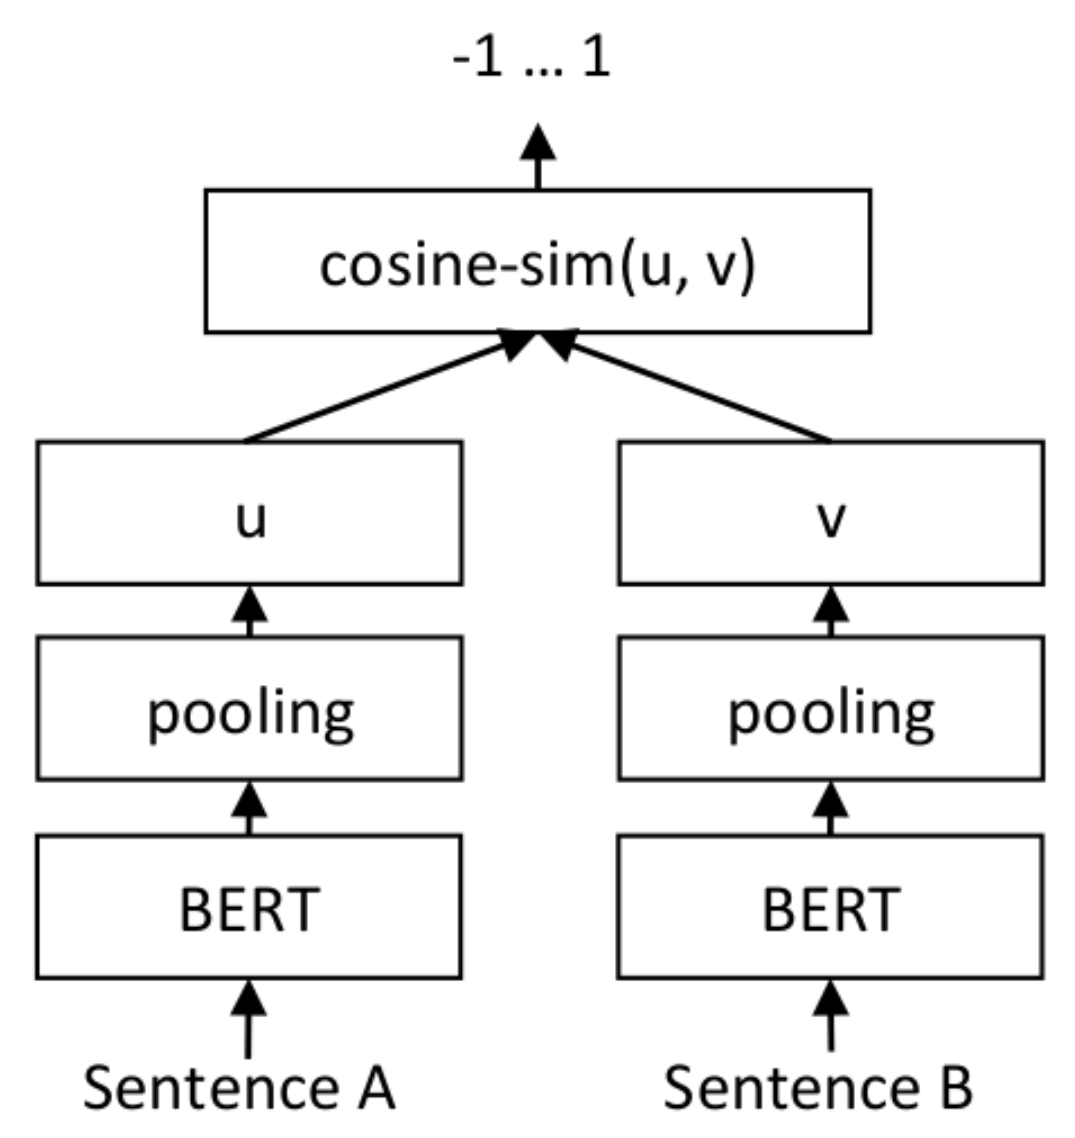 -1 … 1
cosine-sim(u, v)
u
v
pooling
pooling
BERT
BERT
Sentence A
Sentence B